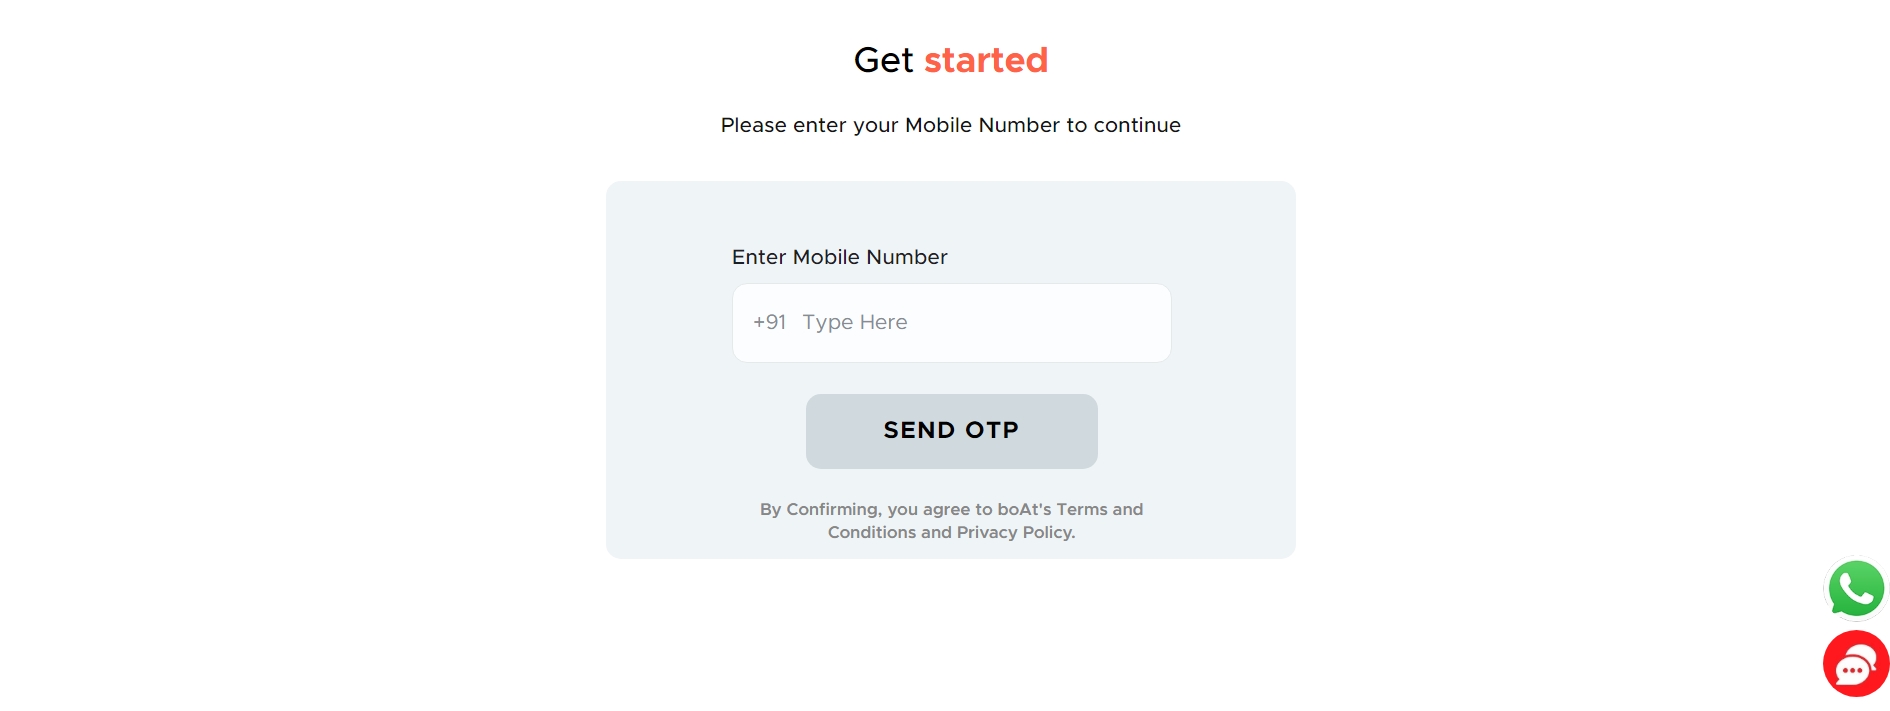 Get started
Please enter your Mobile Number to continue
Enter Mobile Number
+91 Type Here
SEND OTP
By Confirming, you agree to boAt's Terms and
Conditions and Privacy Policy.